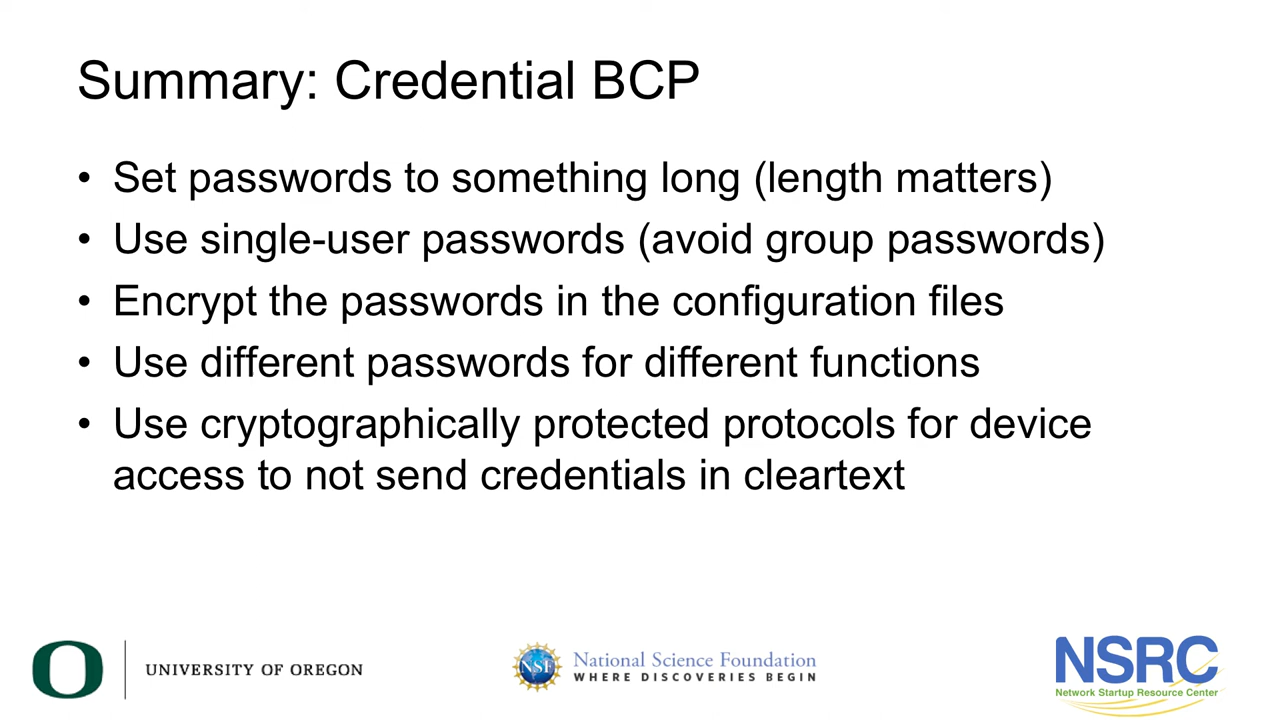 Summary: Credential BCP
• Set passwords to something long (length matters)
• Use single-user passwords (avoid group passwords)
• Encrypt the passwords in the configuration files
• Use different passwords for different functions
• Use cryptographically protected protocols for device
access to not send credentials in cleartext
O
UNIVERSITY OF OREGON
NSF
National Science Foundation
WHERE DISCOVERIES BEGIN
NSRC
Network Startup Resource Center